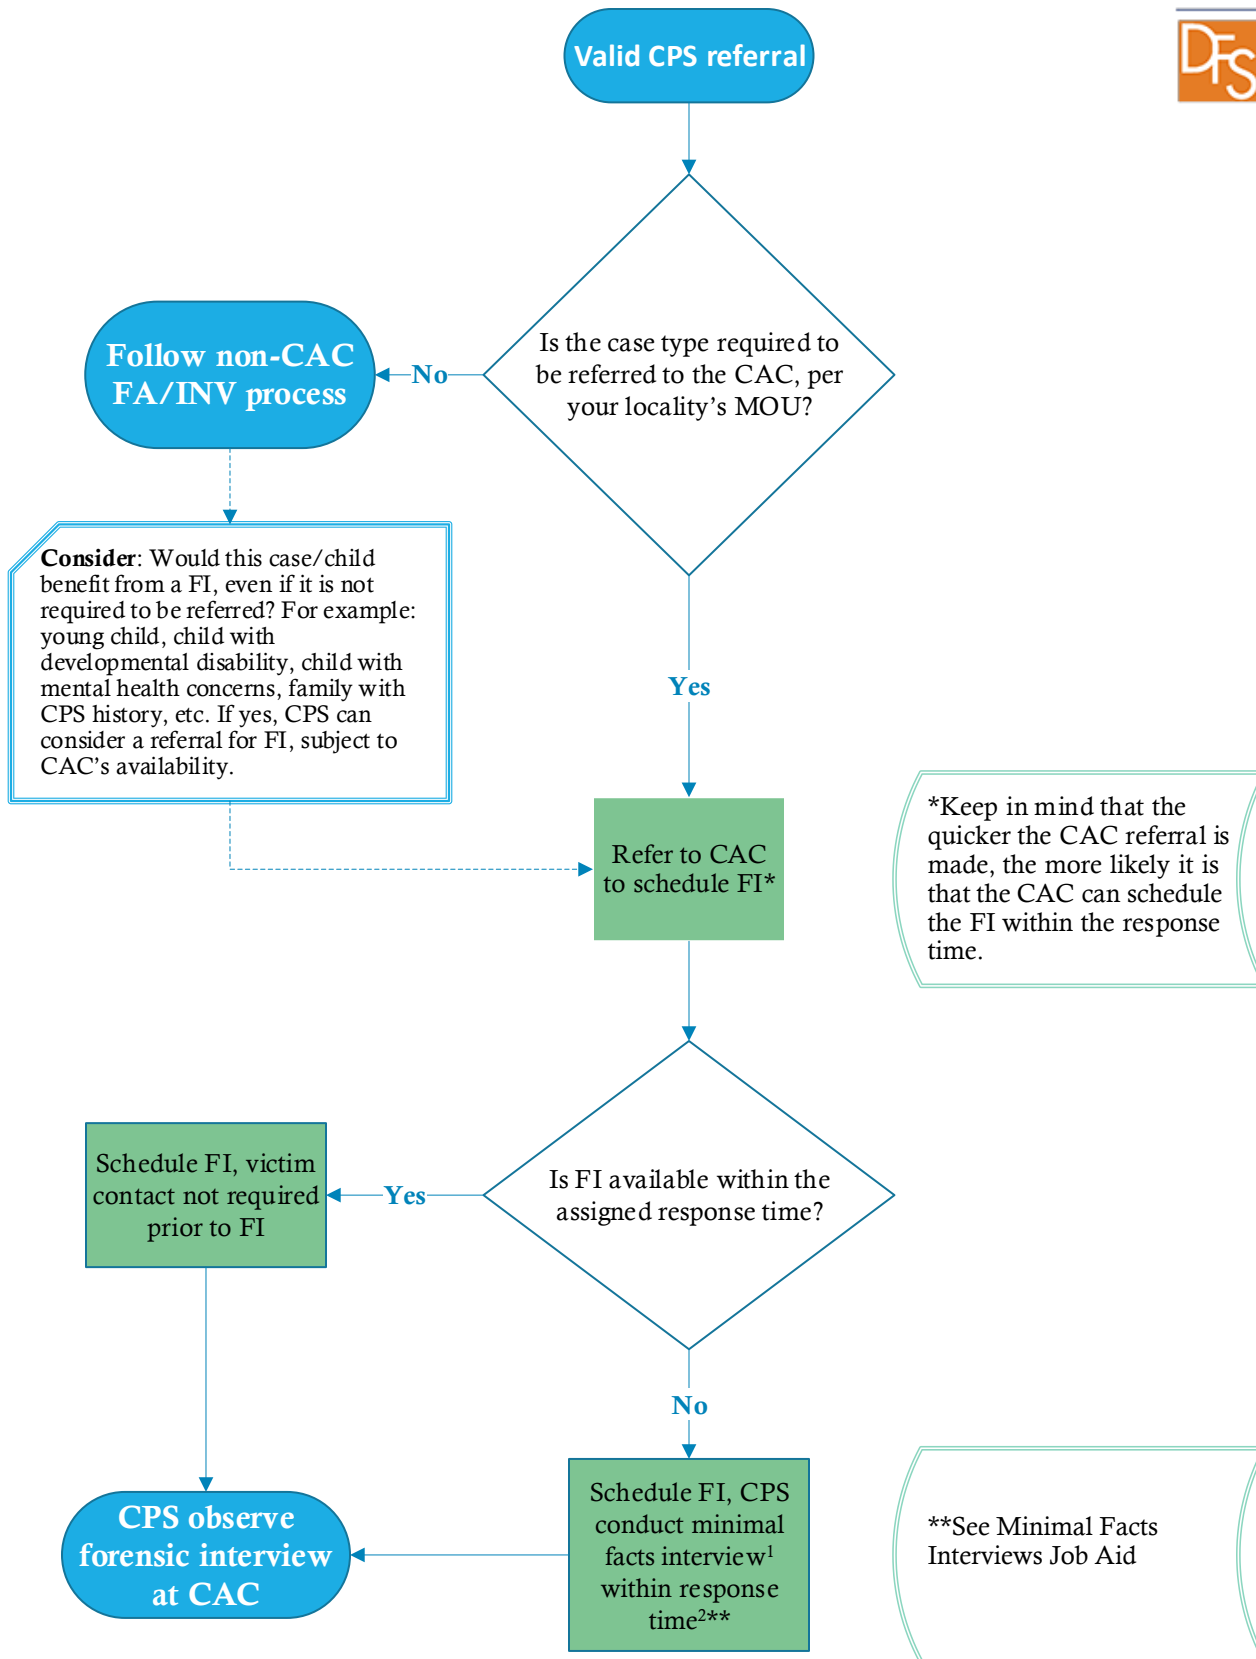 Valid CPS referral
DFS
Is the case type required to
be referred to the CAC, per
your locality’s MOU?
No
Follow non-CAC
FA/INV process
Consider: Would this case/child
benefit from a FI, even if it is not
required to be referred? For example:
young child, child with
developmental disability, child with
mental health concerns, family with
CPS history, etc. If yes, CPS can
consider a referral for FI, subject to
CAC’s availability.
Yes
Refer to CAC
to schedule FI*
*Keep in mind that the
quicker the CAC referral is
made, the more likely it is
that the CAC can schedule
the FI within the response
time.
Is FI available within the
assigned response time?
Yes
Schedule FI, victim
contact not required
prior to FI
No
Schedule FI, CPS
conduct minimal
facts interview¹
within response
time²**
CPS observe
forensic interview
at CAC
**See Minimal Facts
Interviews Job Aid